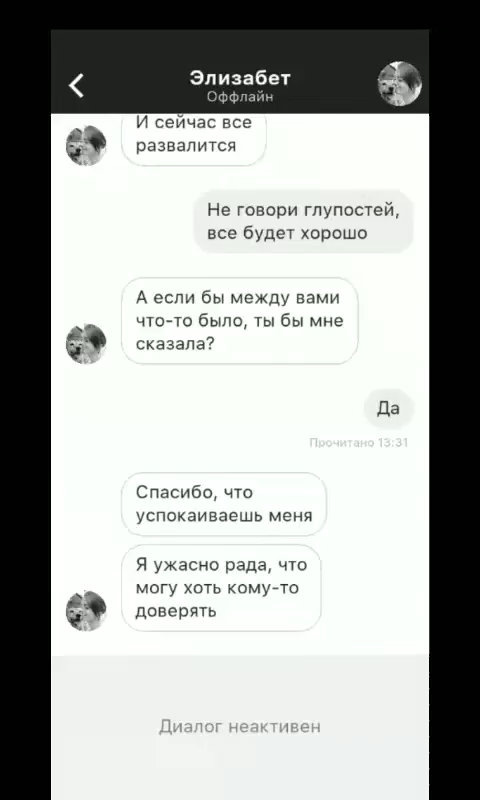 Элизабет
Оффлайн
И сейчас все
развалится
Не говори глупостей,
все будет хорошо
А если бы между вами
что-то было, ты бы мне
сказала?
Да
Прочитано 13:31
Спасибо, что
успокаиваешь меня
Я ужасно рада, что
могу хоть кому-то
доверять
Диалог неактивен